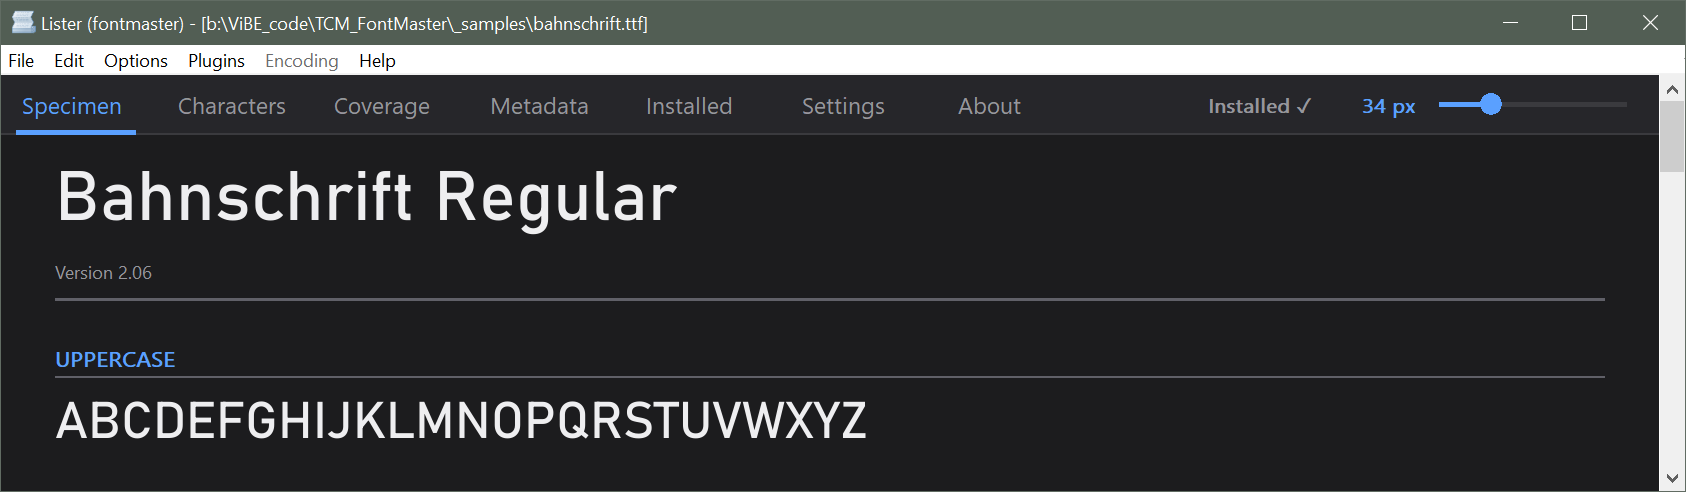 Lister (fontmaster) - [b:\ViBE_code\TCM_FontMaster\_samples\bahnschrift.ttf]
File Edit Options Plugins Encoding Help
Specimen Characters Coverage Metadata Installed Settings About Installed ✓ 34 px
Bahnschrift Regular
Version 2.06
UPPERCASE
ABCDEFGHIJKLMNOPQRSTUVWXYZ